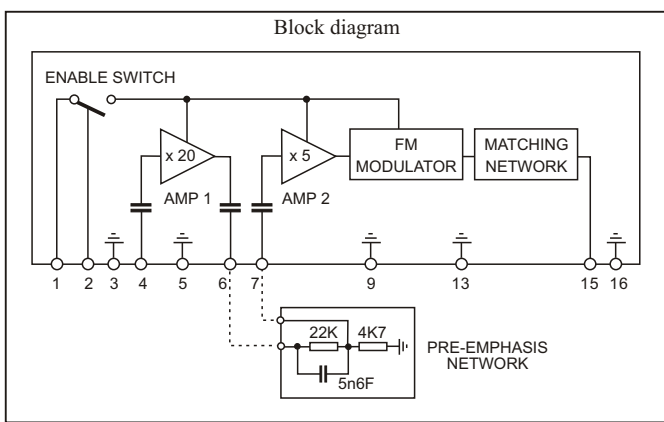 Block diagram
ENABLE SWITCH
x 20
x 5
FM
MODULATOR
MATCHING
NETWORK
AMP 1
AMP 2
1 2 3 4 5 6 7 9 13 15 16
22K 4K7
5n6F
PRE-EMPHASIS
NETWORK